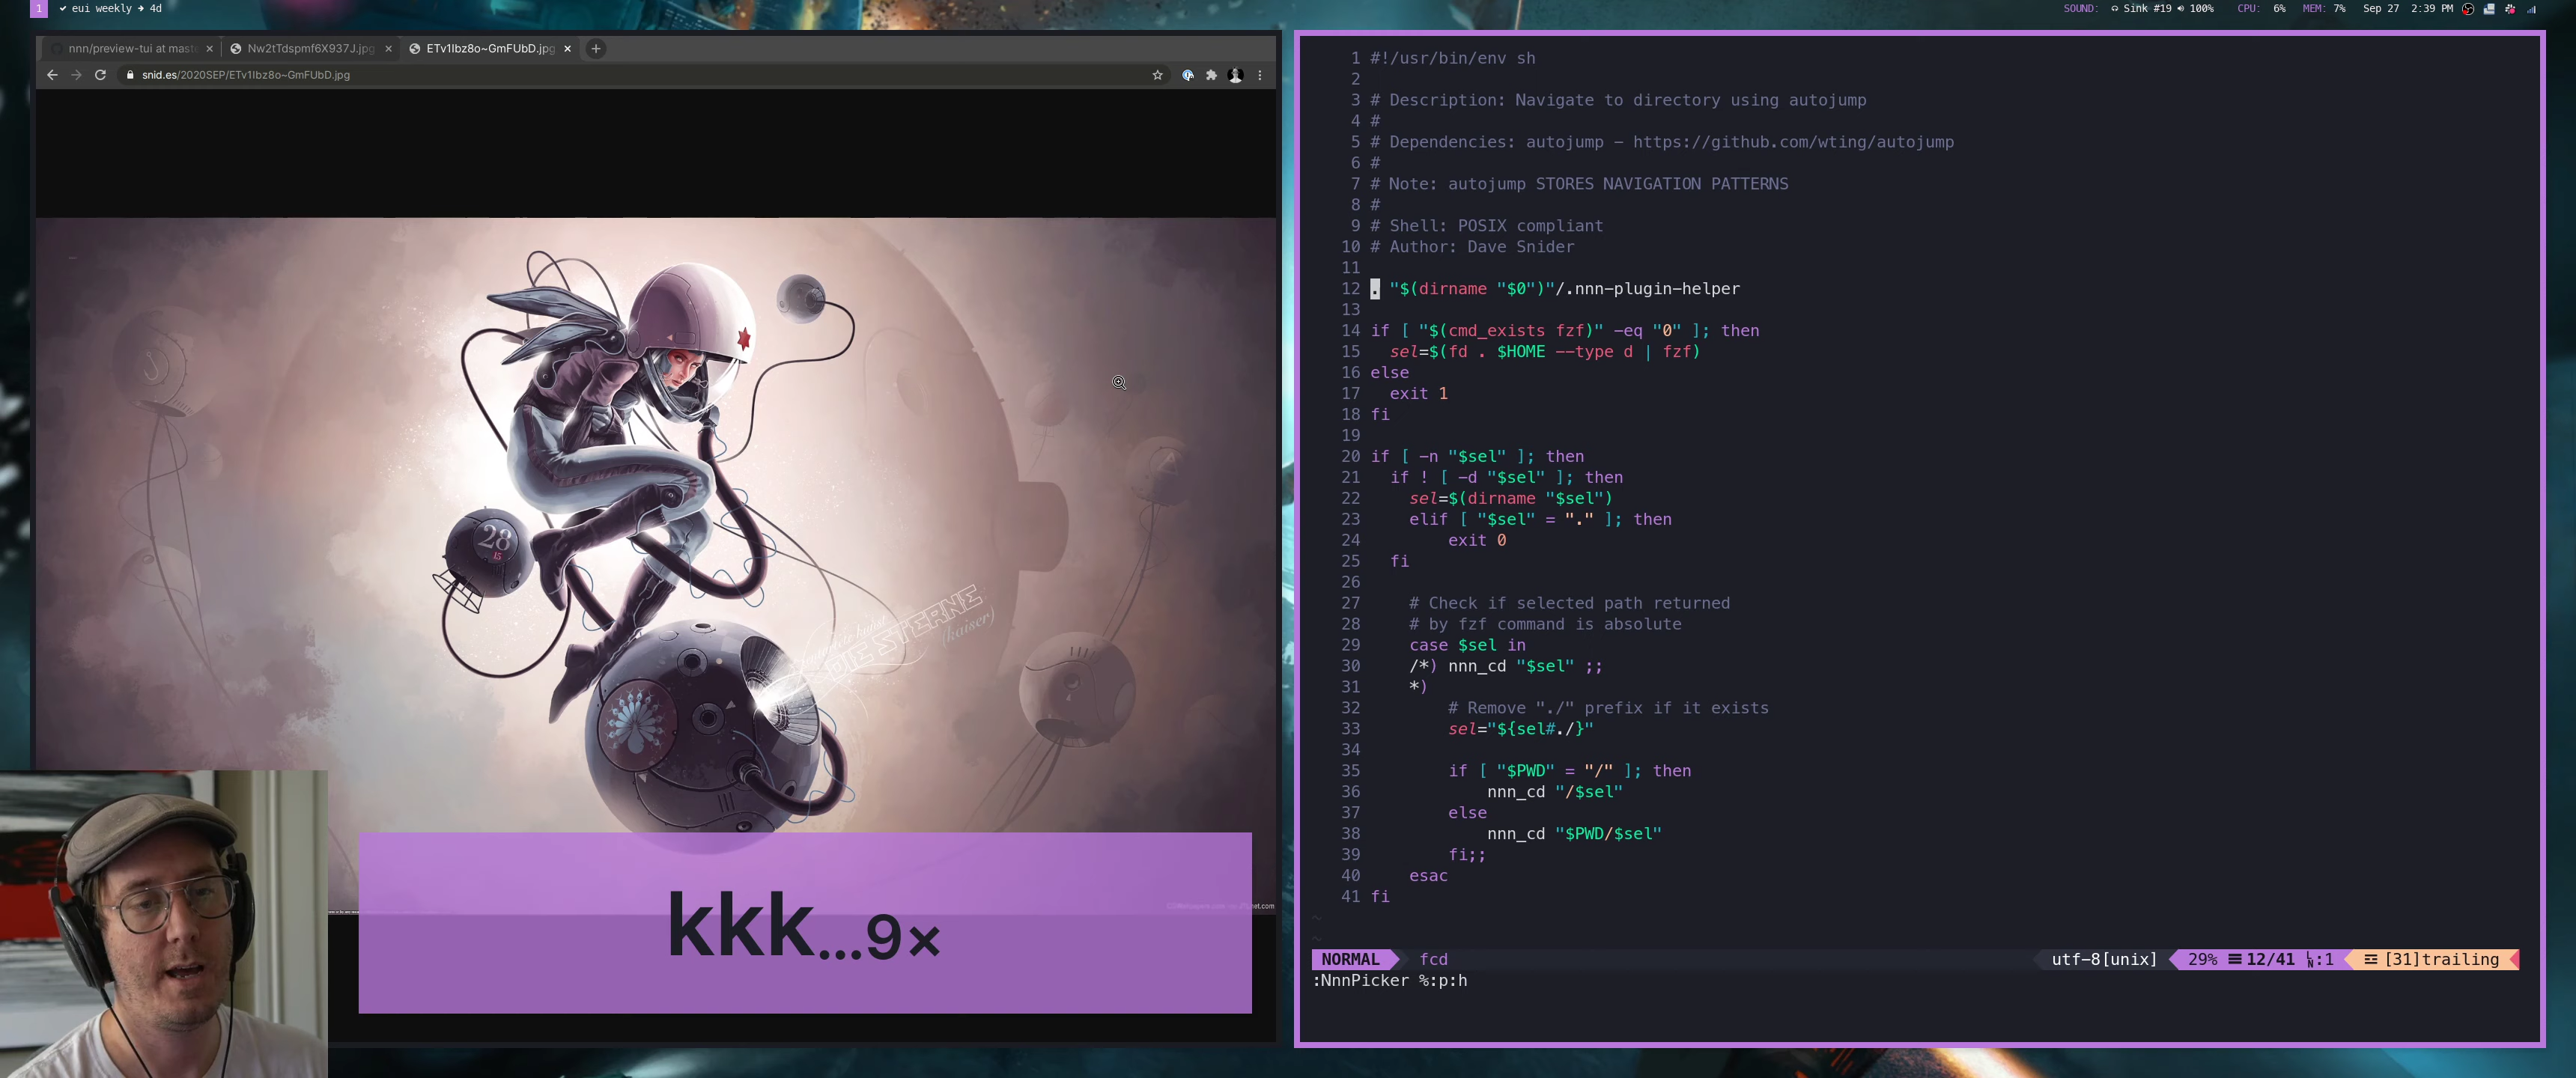 1 ✔ eui weekly → 4d
SOUND: Sink #19 100% CPU: 6% MEM: 7% Sep 27 2:39 PM
nnn/preview-tui at mast
Nw2tTdspmf6X937J.jpg
ETv1Ibz8o~GmFUbD.jpg
snid.es/2020SEP/ETv1Ibz8o~GmFUbD.jpg
28
15
DIE STERNE
(kaiser)
kkk...9×
1 #!/usr/bin/env sh
2
3 # Description: Navigate to directory using autojump
4 #
5 # Dependencies: autojump - https://github.com/wting/autojump
6 #
7 # Note: autojump STORES NAVIGATION PATTERNS
8 #
9 # Shell: POSIX compliant
10 # Author: Dave Snider
11
12 . "$(dirname "$0")"/.nnn-plugin-helper
13
14 if [ "$(cmd_exists fzf)" -eq "0" ]; then
15 sel=$(fd . $HOME --type d | fzf)
16 else
17 exit 1
18 fi
19
20 if [ -n "$sel" ]; then
21 if ! [ -d "$sel" ]; then
22 sel=$(dirname "$sel")
23 elif [ "$sel" = "." ]; then
24 exit 0
25 fi
26
27 # Check if selected path returned
28 # by fzf command is absolute
29 case $sel in
30 /*) nnn_cd "$sel" ;;
31 *)
32 # Remove "./" prefix if it exists
33 sel="${sel#./}"
34
35 if [ "$PWD" = "/" ]; then
36 nnn_cd "/$sel"
37 else
38 nnn_cd "$PWD/$sel"
39 fi;;
40 esac
41 fi
~
~
NORMAL fcd utf-8[unix] 29% ☰ 12/41 :1 [31]trailing
:NnnPicker %:p:h